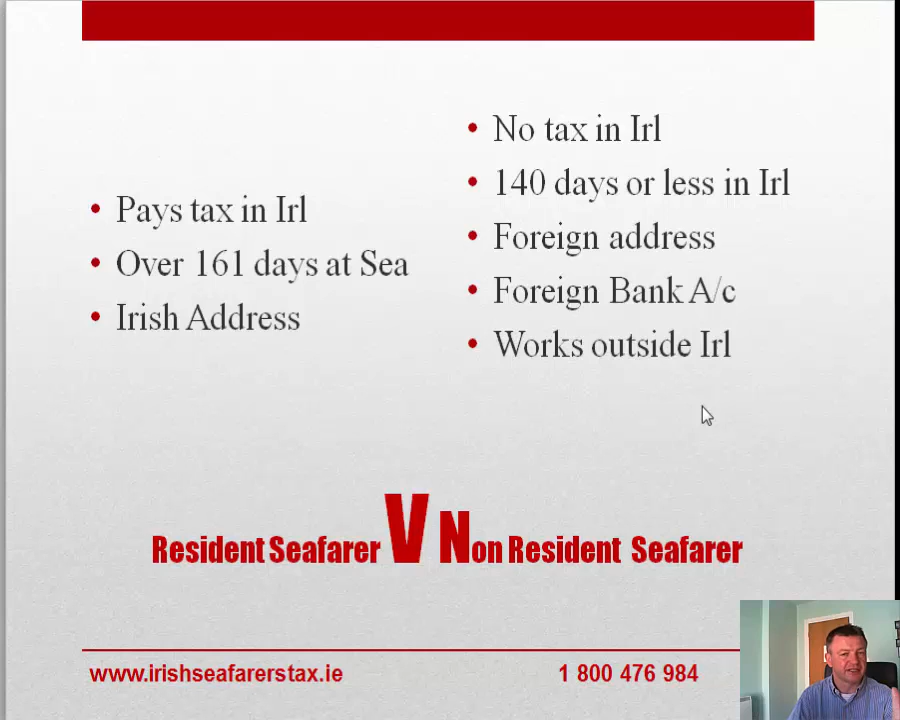 Pays tax in Irl
Over 161 days at Sea
Irish Address
No tax in Irl
140 days or less in Irl
Foreign address
Foreign Bank A/c
Works outside Irl
Resident Seafarer V Non Resident Seafarer
www.irishseafarerstax.ie 1 800 476 984